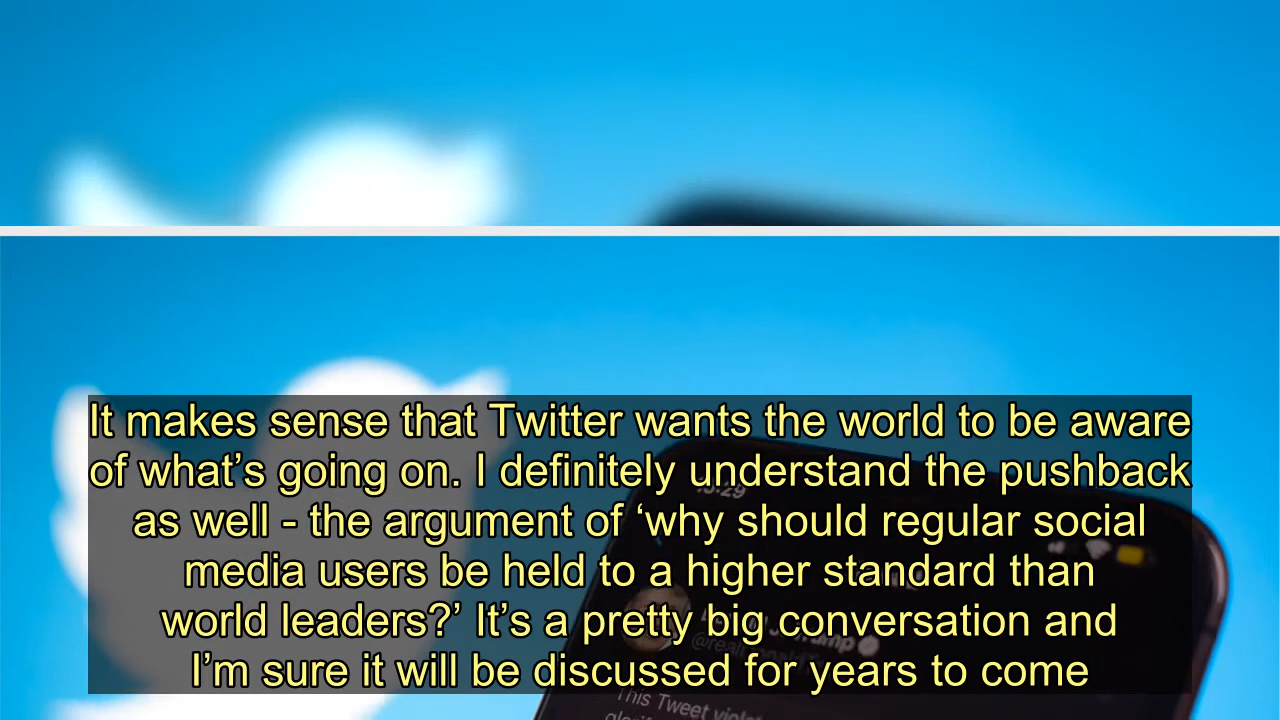 It makes sense that Twitter wants the world to be aware
of what’s going on. I definitely understand the pushback
as well - the argument of ‘why should regular social
media users be held to a higher standard than
world leaders?’ It’s a pretty big conversation and
I’m sure it will be discussed for years to come
This Tweet